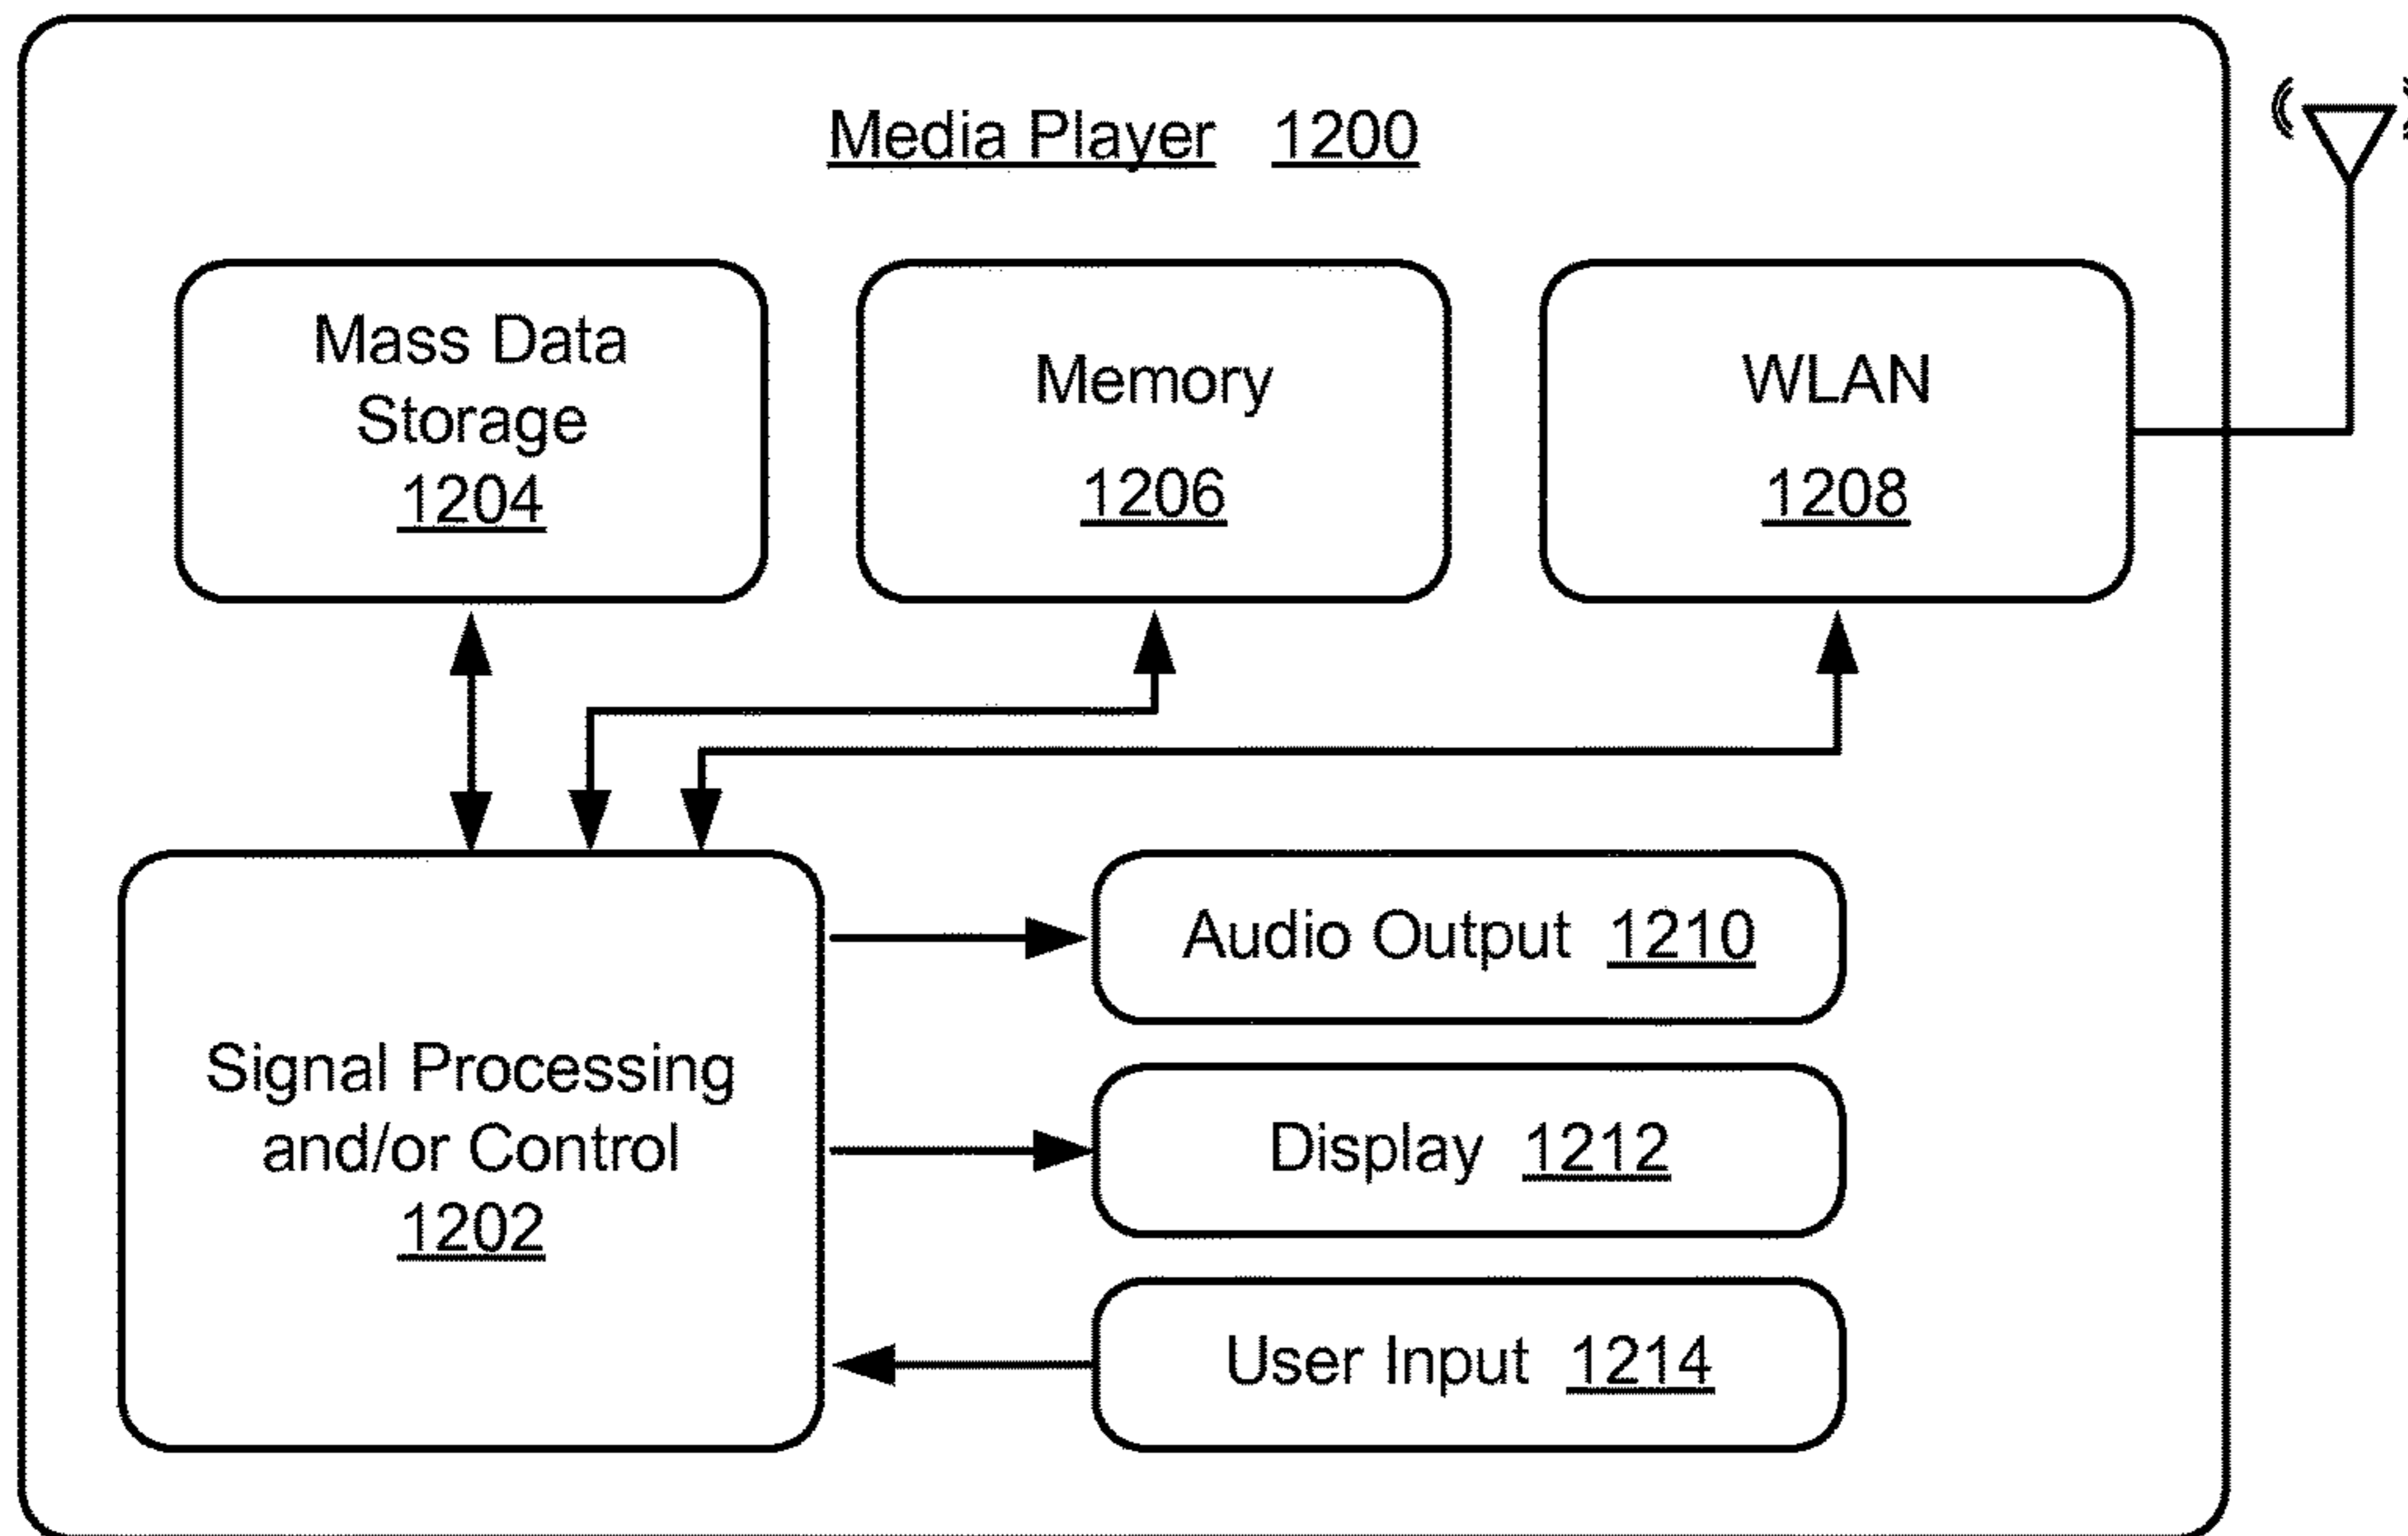 Media Player 1200
Mass Data
Storage
1204
Memory
1206
WLAN
1208
Signal Processing
and/or Control
1202
Audio Output 1210
Display 1212
User Input 1214